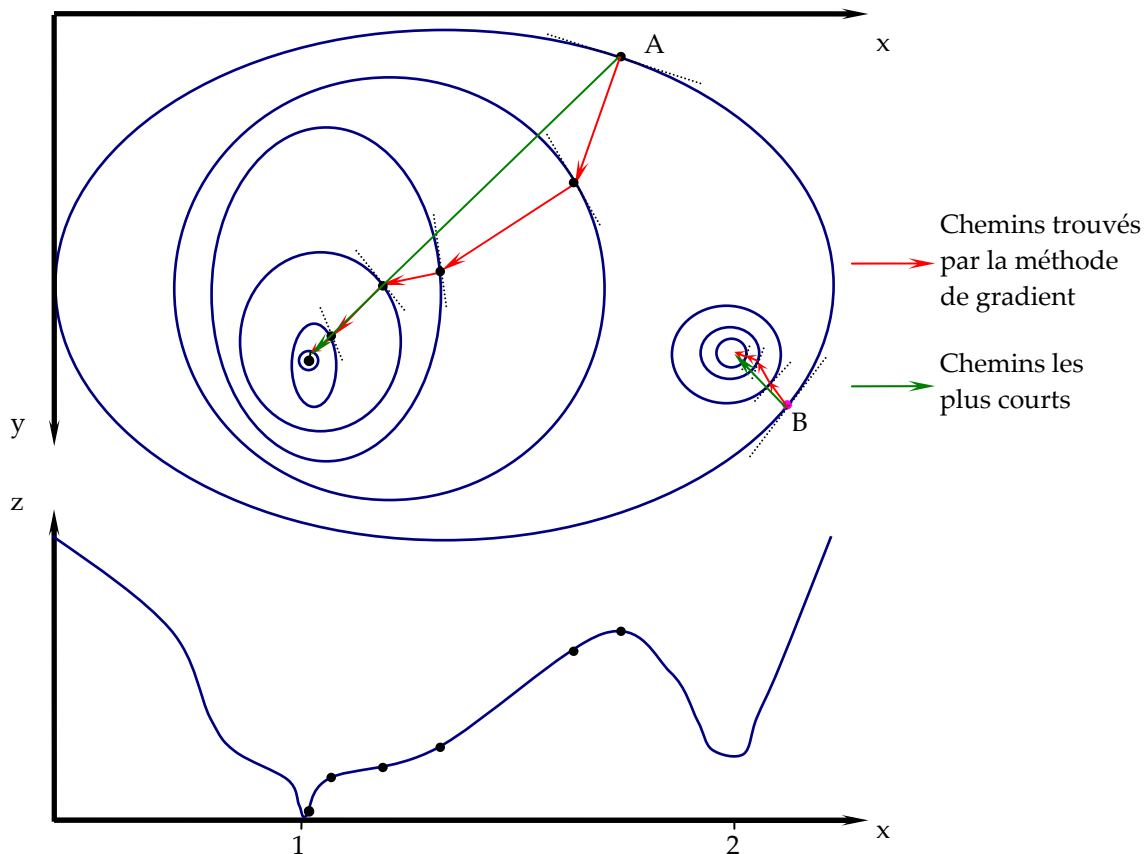 x
A
Chemins trouvés
par la méthode
de gradient
Chemins les
plus courts
y
B
z
x
1
2